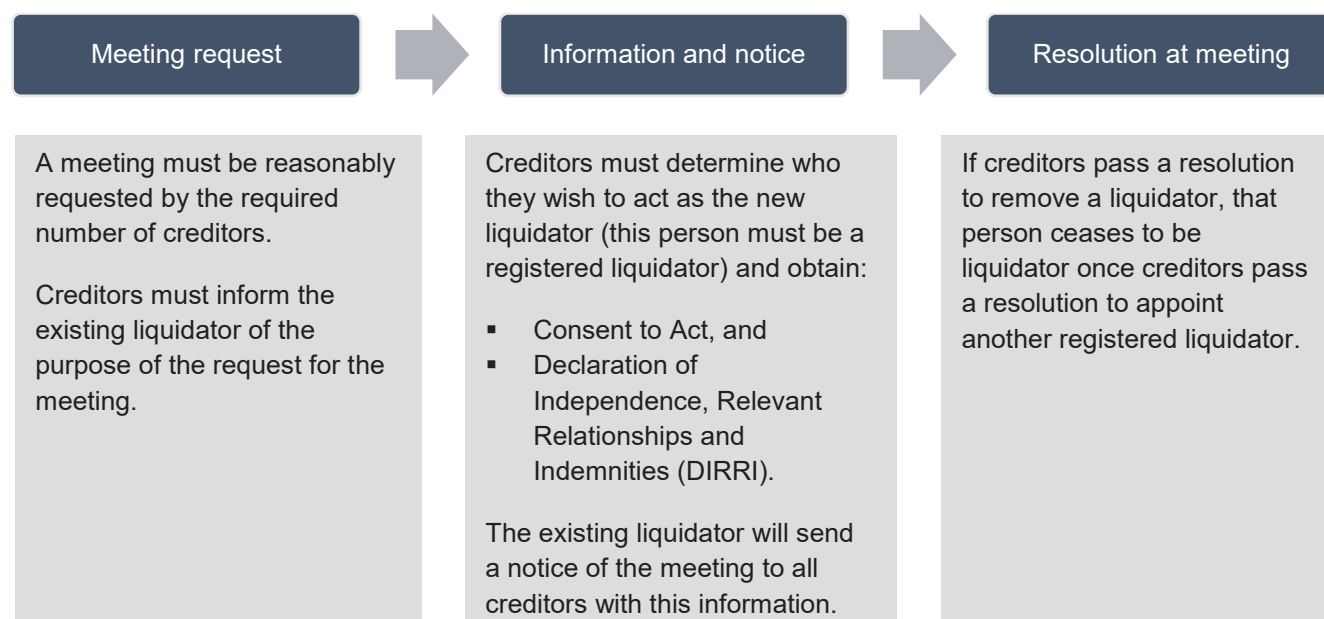 Meeting request
Information and notice
Resolution at meeting
A meeting must be reasonably
requested by the required
number of creditors.
Creditors must inform the
existing liquidator of the
purpose of the request for the
meeting.
Creditors must determine who
they wish to act as the new
liquidator (this person must be a
registered liquidator) and obtain:
▪ Consent to Act, and
▪ Declaration of
Independence, Relevant
Relationships and
Indemnities (DIRRI).
The existing liquidator will send
a notice of the meeting to all
creditors with this information.
If creditors pass a resolution
to remove a liquidator, that
person ceases to be
liquidator once creditors pass
a resolution to appoint
another registered liquidator.